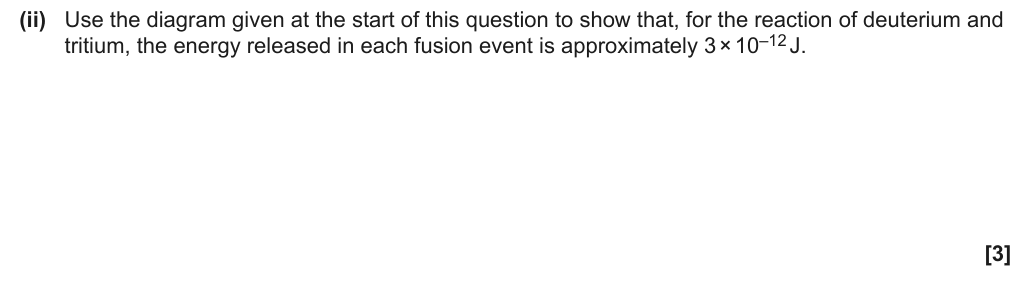 (ii) Use the diagram given at the start of this question to show that, for the reaction of deuterium and
tritium, the energy released in each fusion event is approximately 3 × 10⁻¹² J.
[3]